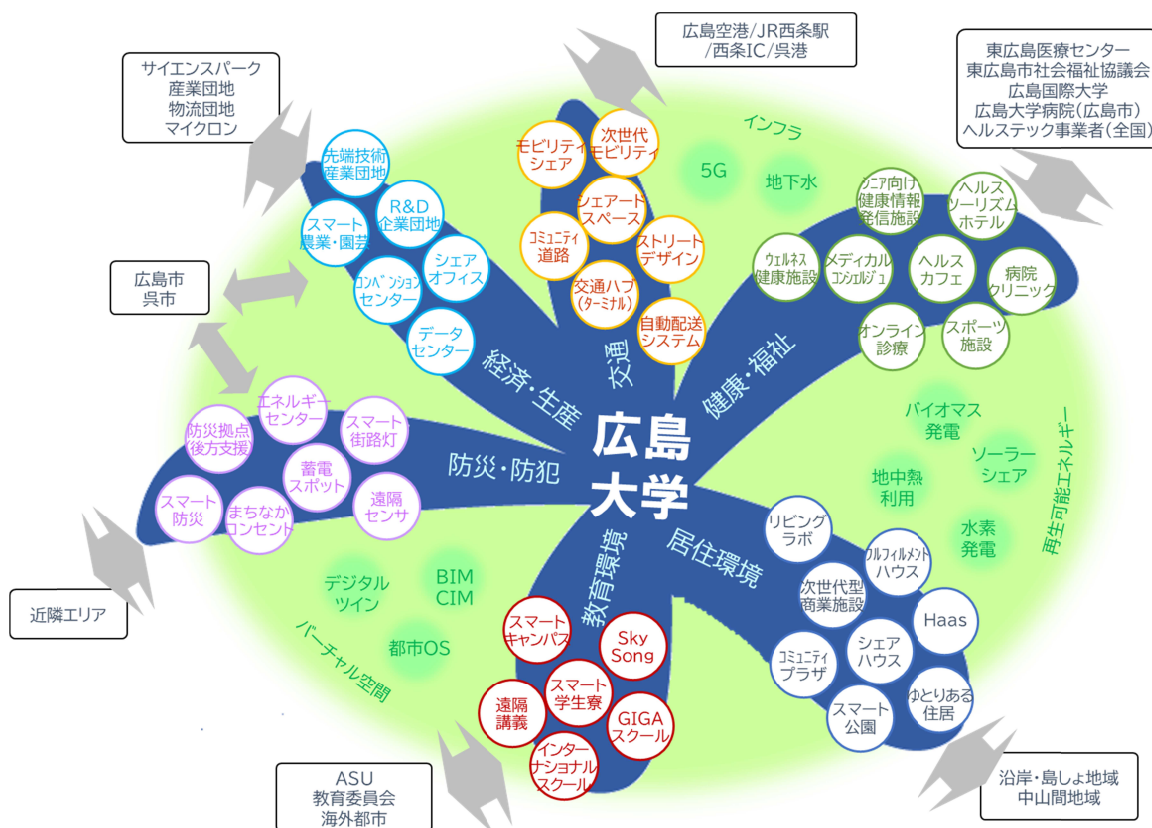 広島空港/JR西条駅
/西条IC/呉港
サイエンスパーク
産業団地
物流団地
マイクロン
東広島医療センター
東広島市社会福祉協議会
広島国際大学
広島大学病院(広島市)
ヘルステック事業者(全国)
広島市
呉市
近隣エリア
ASU
教育委員会
海外都市
沿岸・島しょ地域
中山間地域
広島
大学
経済・生産
先端技術
産業団地
R&D
企業団地
スマート
農業・園芸
シェア
オフィス
コンベンション
センター
データ
センター
交通
モビリティ
シェア
次世代
モビリティ
シェアード
スペース
コミュニティ
道路
ストリート
デザイン
交通ハブ
(ターミナル)
自動配送
システム
インフラ
5G
地下水
健康・福祉
シニア向け
健康情報
発信施設
ヘルス
ツーリズム
ホテル
ウェルネス
健康施設
メディカル
コンシェルジュ
ヘルス
カフェ
病院
クリニック
オンライン
診療
スポーツ
施設
再生可能エネルギー
バイオマス
発電
ソーラー
シェア
地中熱
利用
水素
発電
防災・防犯
エネルギー
センター
防災拠点
後方支援
スマート
街路灯
蓄電
スポット
スマート
防災
まちなか
コンセント
遠隔
センサ
居住環境
リビング
ラボ
フルフィルメント
ハウス
次世代型
商業施設
Haas
コミュニティ
プラザ
シェア
ハウス
ゆとりある
住居
スマート
公園
教育環境
スマート
キャンパス
Sky
Song
スマート
学生寮
遠隔
講義
GIGA
スクール
インター
ナショナル
スクール
バーチャル空間
デジタル
ツイン
BIM
CIM
都市OS